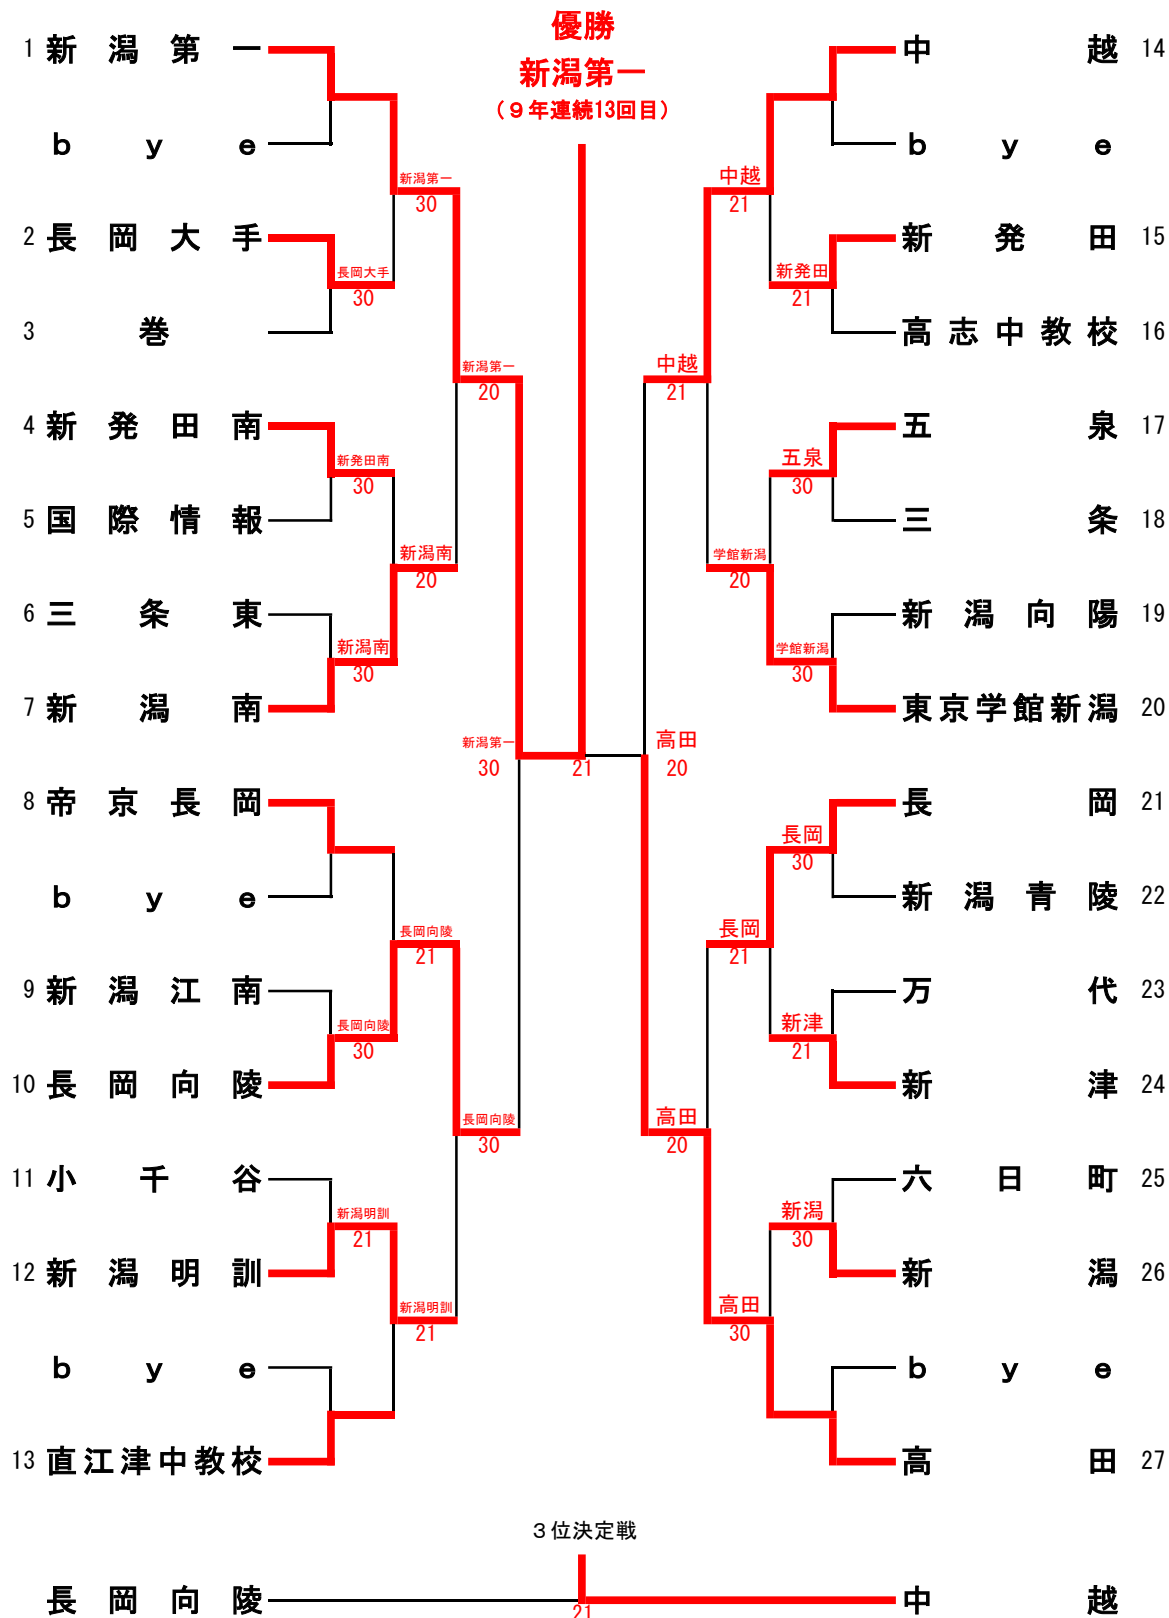 優勝
新潟第一
（９年連続13回目）
1 新潟第一
bye
2 長岡大手
3 巻
4 新発田南
5 国際情報
6 三条東
7 新潟南
8 帝京長岡
bye
9 新潟江南
10 長岡向陵
11 小千谷
12 新潟明訓
bye
13 直江津中教校
長岡大手
30
新発田南
30
新潟南
30
長岡向陵
30
新潟明訓
21
新潟第一
30
新潟南
20
長岡向陵
21
新潟明訓
21
新潟第一
20
長岡向陵
30
新潟第一
30
21
高田
20
中越
21
高田
20
中越
21
学館新潟
20
長岡
21
高田
30
新発田
21
五泉
30
学館新潟
30
長岡
30
新津
21
新潟
30
中越 14
bye
新発田 15
高志中教校 16
五泉 17
三条 18
新潟向陽 19
東京学館新潟 20
長岡 21
新潟青陵 22
万代 23
新津 24
六日町 25
新潟 26
bye
高田 27
３位決定戦
長岡向陵
21
中越